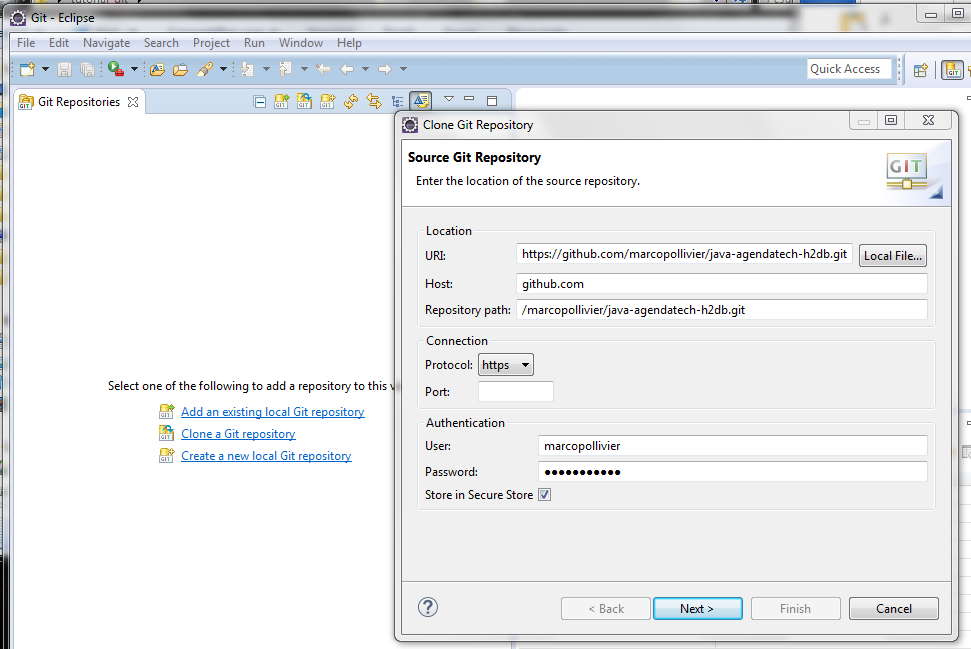 Git - Eclipse
File Edit Navigate Search Project Run Window Help
Quick Access
Git Repositories
Select one of the following to add a repository to this v
Add an existing local Git repository
Clone a Git repository
Create a new local Git repository
Clone Git Repository
Source Git Repository
Enter the location of the source repository.
GIT
Location
URI: https://github.com/marcopollivier/java-agendatech-h2db.git Local File...
Host: github.com
Repository path: /marcopollivier/java-agendatech-h2db.git
Connection
Protocol: https
Port:
Authentication
User: marcopollivier
Password: ●●●●●●●●●●●
Store in Secure Store
< Back Next > Finish Cancel